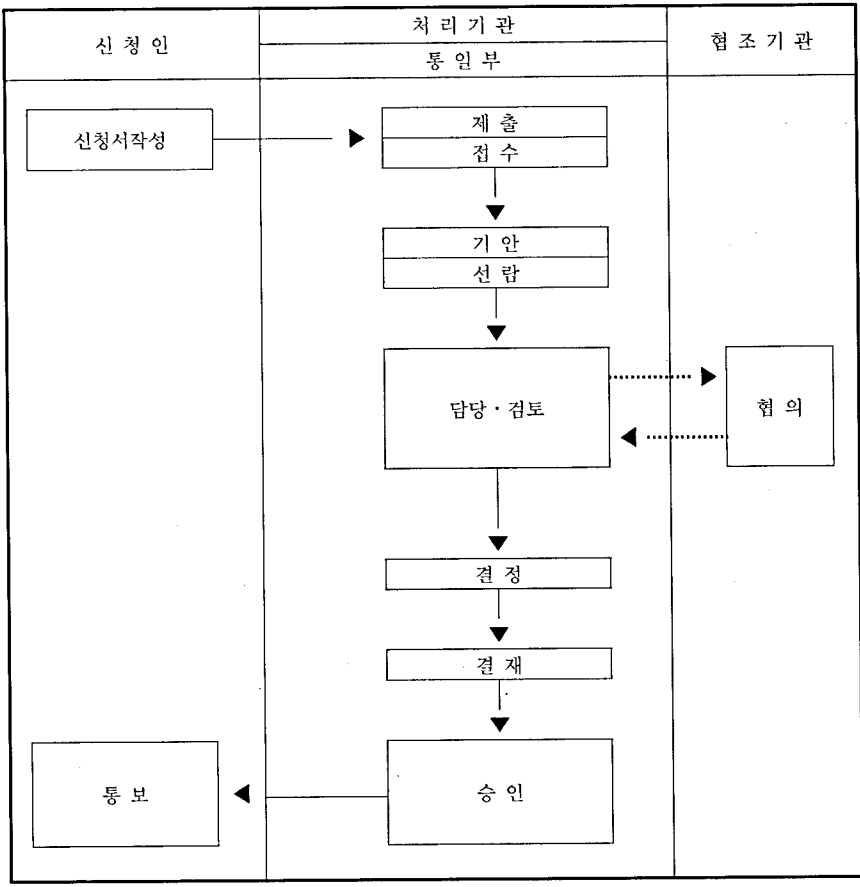 신 청 인
처 리 기 관
통 일 부
협 조 기 관
신청서작성
제 출
접 수
기 안
선 람
담당 · 검토
협 의
결 정
결 재
승 인
통 보